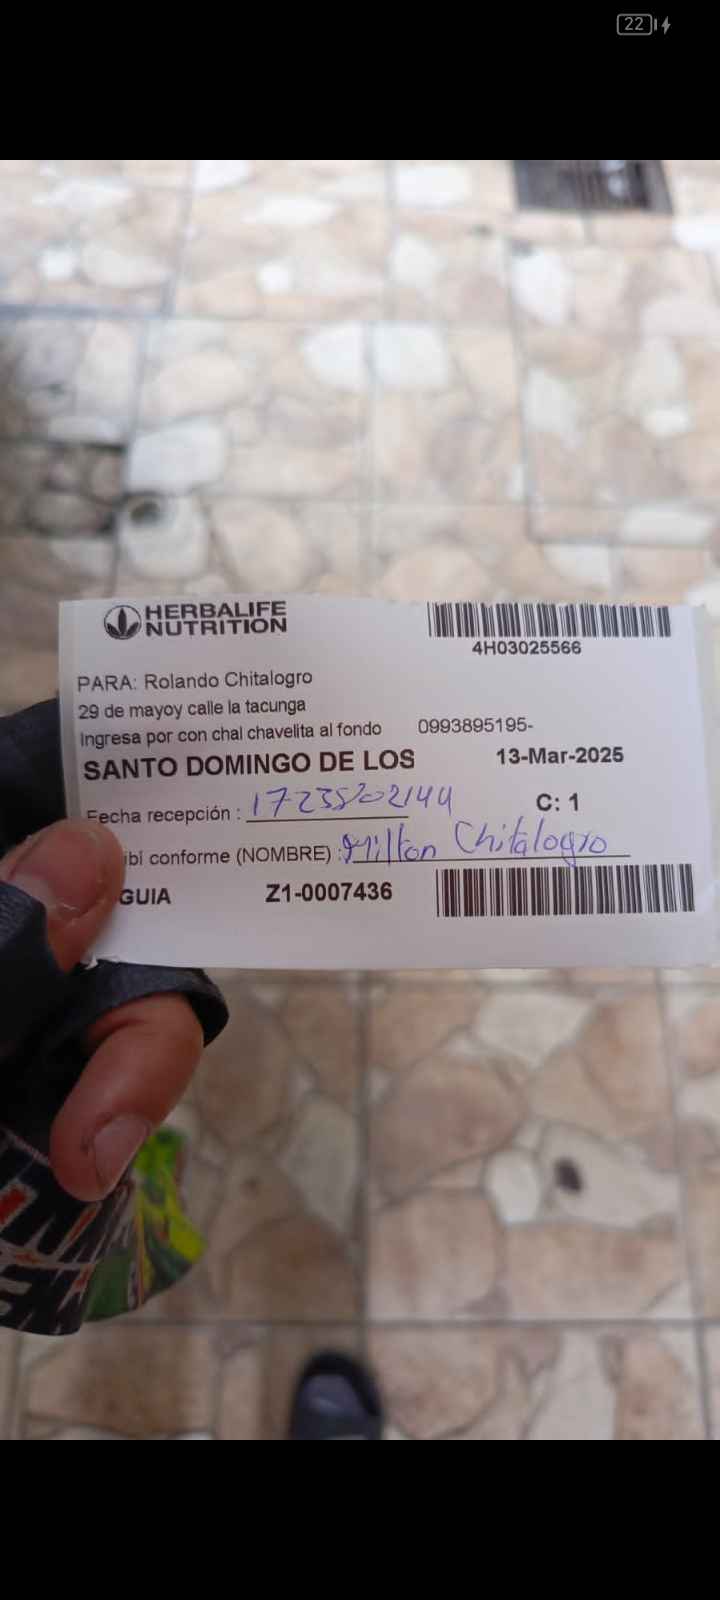 22
HERBALIFE
NUTRITION
4H03025566
PARA: Rolando Chitalogro
29 de mayoy calle la tacunga
Ingresa por con chal chavelita al fondo 0993895195-
SANTO DOMINGO DE LOS 13-Mar-2025
Fecha recepción :
C: 1
ibí conforme (NOMBRE) : Milton Chitalogro
GUIA Z1-0007436